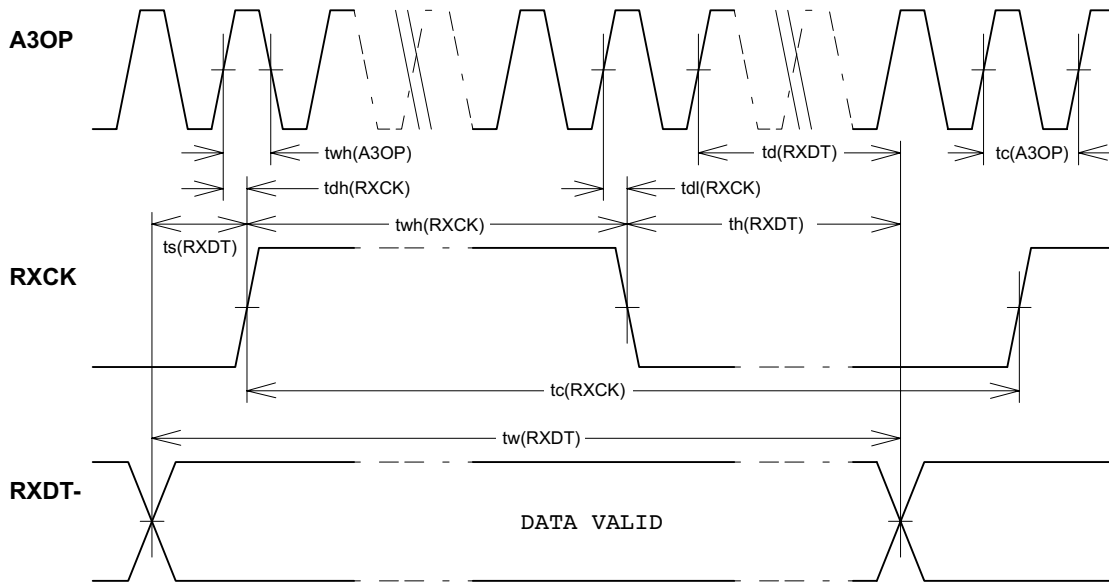 A3OP
twh(A3OP)
td(RXDT)
tc(A3OP)
tdh(RXCK)
tdl(RXCK)
ts(RXDT)
twh(RXCK)
th(RXDT)
RXCK
tc(RXCK)
tw(RXDT)
RXDT-
DATA VALID